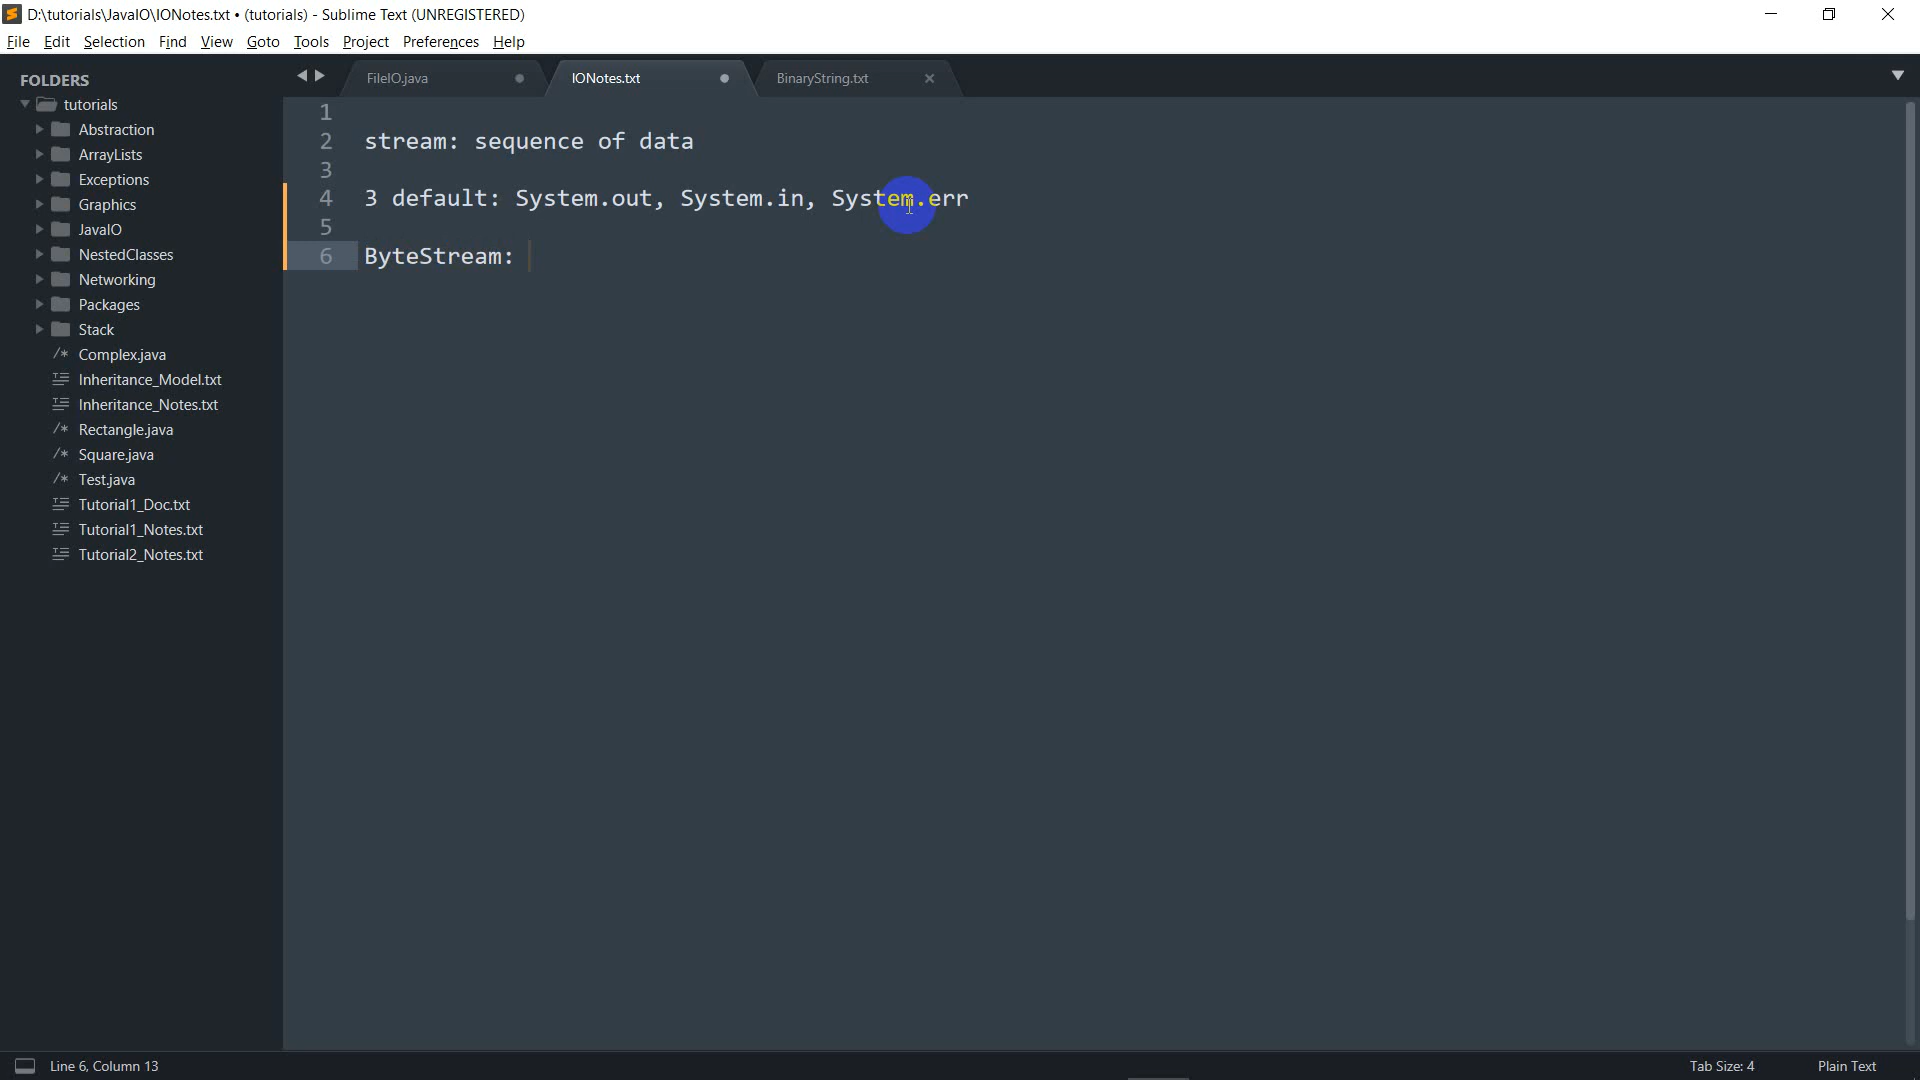 D:\tutorials\JavaIO\IONotes.txt • (tutorials) - Sublime Text (UNREGISTERED)
File Edit Selection Find View Goto Tools Project Preferences Help
FOLDERS
tutorials
Abstraction
ArrayLists
Exceptions
Graphics
JavaIO
NestedClasses
Networking
Packages
Stack
Complex.java
Inheritance_Model.txt
Inheritance_Notes.txt
Rectangle.java
Square.java
Test.java
Tutorial1_Doc.txt
Tutorial1_Notes.txt
Tutorial2_Notes.txt
FileIO.java IONotes.txt BinaryString.txt
1
2 stream: sequence of data
3
4 3 default: System.out, System.in, System.err
5
6 ByteStream:
Line 6, Column 13 Tab Size: 4 Plain Text